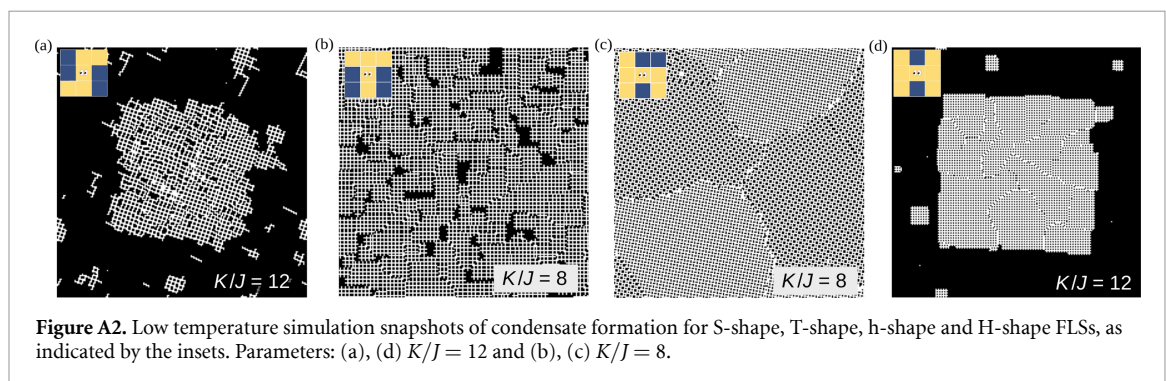 (a) (b) (c) (d)
K/J = 12 K/J = 8 K/J = 8 K/J = 12
Figure A2. Low temperature simulation snapshots of condensate formation for S-shape, T-shape, h-shape and H-shape FLSs, as
indicated by the insets. Parameters: (a), (d) K/J = 12 and (b), (c) K/J = 8.